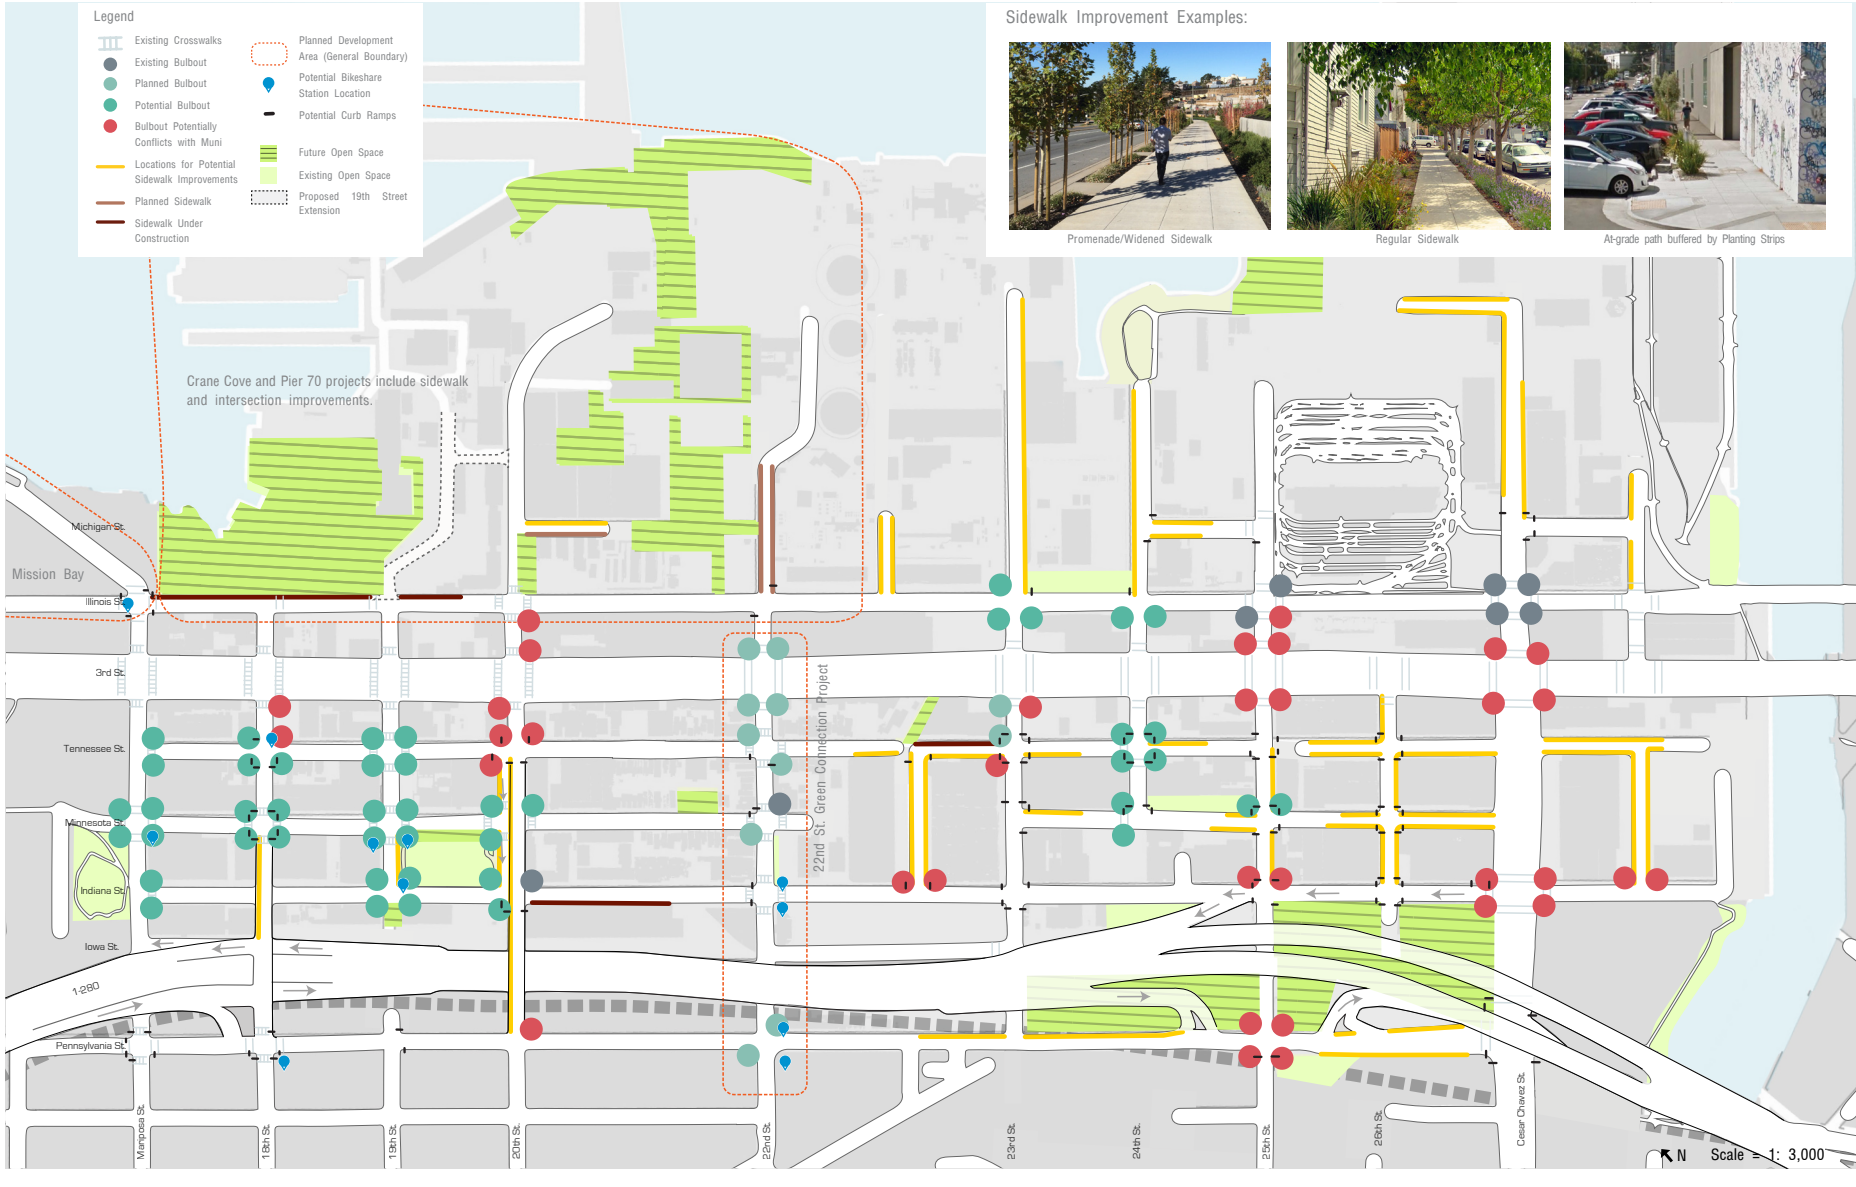 Legend
Existing Crosswalks
Existing Bulbout
Planned Bulbout
Potential Bulbout
Bulbout Potentially
Conflicts with Muni
Locations for Potential
Sidewalk Improvements
Planned Sidewalk
Sidewalk Under
Construction
Planned Development
Area (General Boundary)
Potential Bikeshare
Station Location
Potential Curb Ramps
Future Open Space
Existing Open Space
Proposed 19th Street
Extension
Sidewalk Improvement Examples:
Promenade/Widened Sidewalk
Regular Sidewalk
At-grade path buffered by Planting Strips
Crane Cove and Pier 70 projects include sidewalk
and intersection improvements.
Michigan St.
Mission Bay
Illinois St.
3rd St.
Tennessee St.
Minnesota St.
Indiana St.
Iowa St.
I-280
Pennsylvania St.
22nd St. Green Connection Project
Mariposa St.
18th St.
19th St.
20th St.
22nd St.
23rd St.
24th St.
25th St.
26th St.
Cesar Chavez St.
N Scale = 1: 3,000